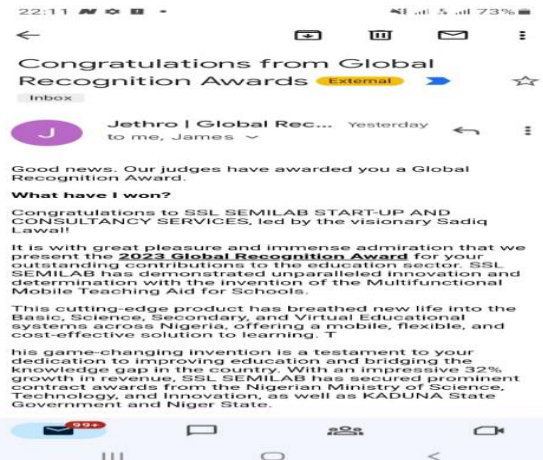 22:11
73%
Congratulations from Global
Recognition Awards External
Inbox
J
Jethro | Global Rec... Yesterday
to me, James
Good news. Our judges have awarded you a Global
Recognition Award.
What have I won?
Congratulations to SSL SEMILAB START-UP AND
CONSULTANCY SERVICES, led by the visionary Sadiq
Lawal!
It is with great pleasure and immense admiration that we
present the 2023 Global Recognition Award for your
outstanding contributions to the education sector. SSL
SEMILAB has demonstrated unparalleled innovation and
determination with the invention of the Multifunctional
Mobile Teaching Aid for Schools.
This cutting-edge product has breathed new life into the
Basic, Science, Secondary, and Virtual Educational
systems across Nigeria, offering a mobile, flexible, and
cost-effective solution to learning. T
his game-changing invention is a testament to your
dedication to improving education and bridging the
knowledge gap in the country. With an impressive 32%
growth in revenue, SSL SEMILAB has secured prominent
contract awards from the Nigerian Ministry of Science,
Technology, and Innovation, as well as KADUNA State
Government and Niger State.
99+